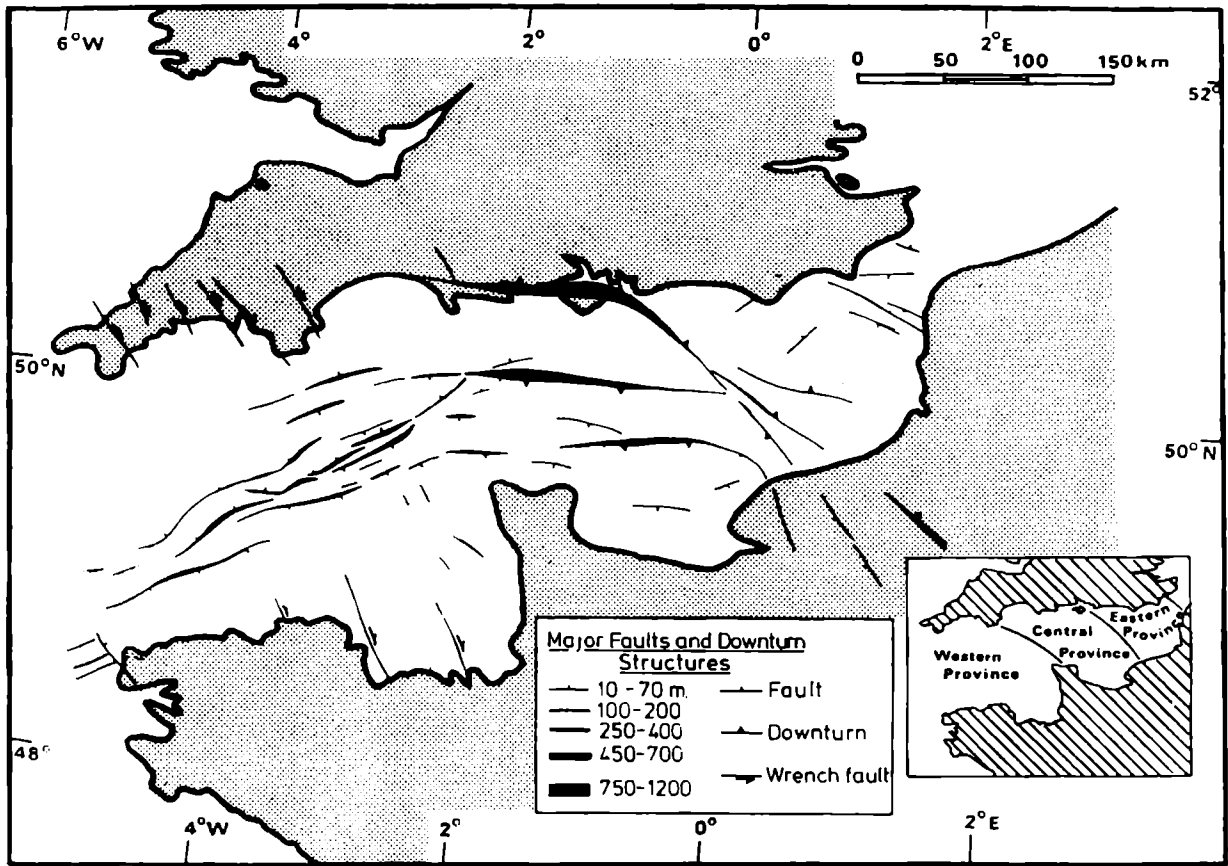 6°W 4° 2° 0° 2°E
0 50 100 150 km
52°
50°N
50°N
48°
4°W 2° 0° 2°E
Major Faults and Downturn
Structures
10-70 m.
100-200
250-400
450-700
750-1200
Fault
Downturn
Wrench fault
Eastern
Province
Central
Province
Western
Province